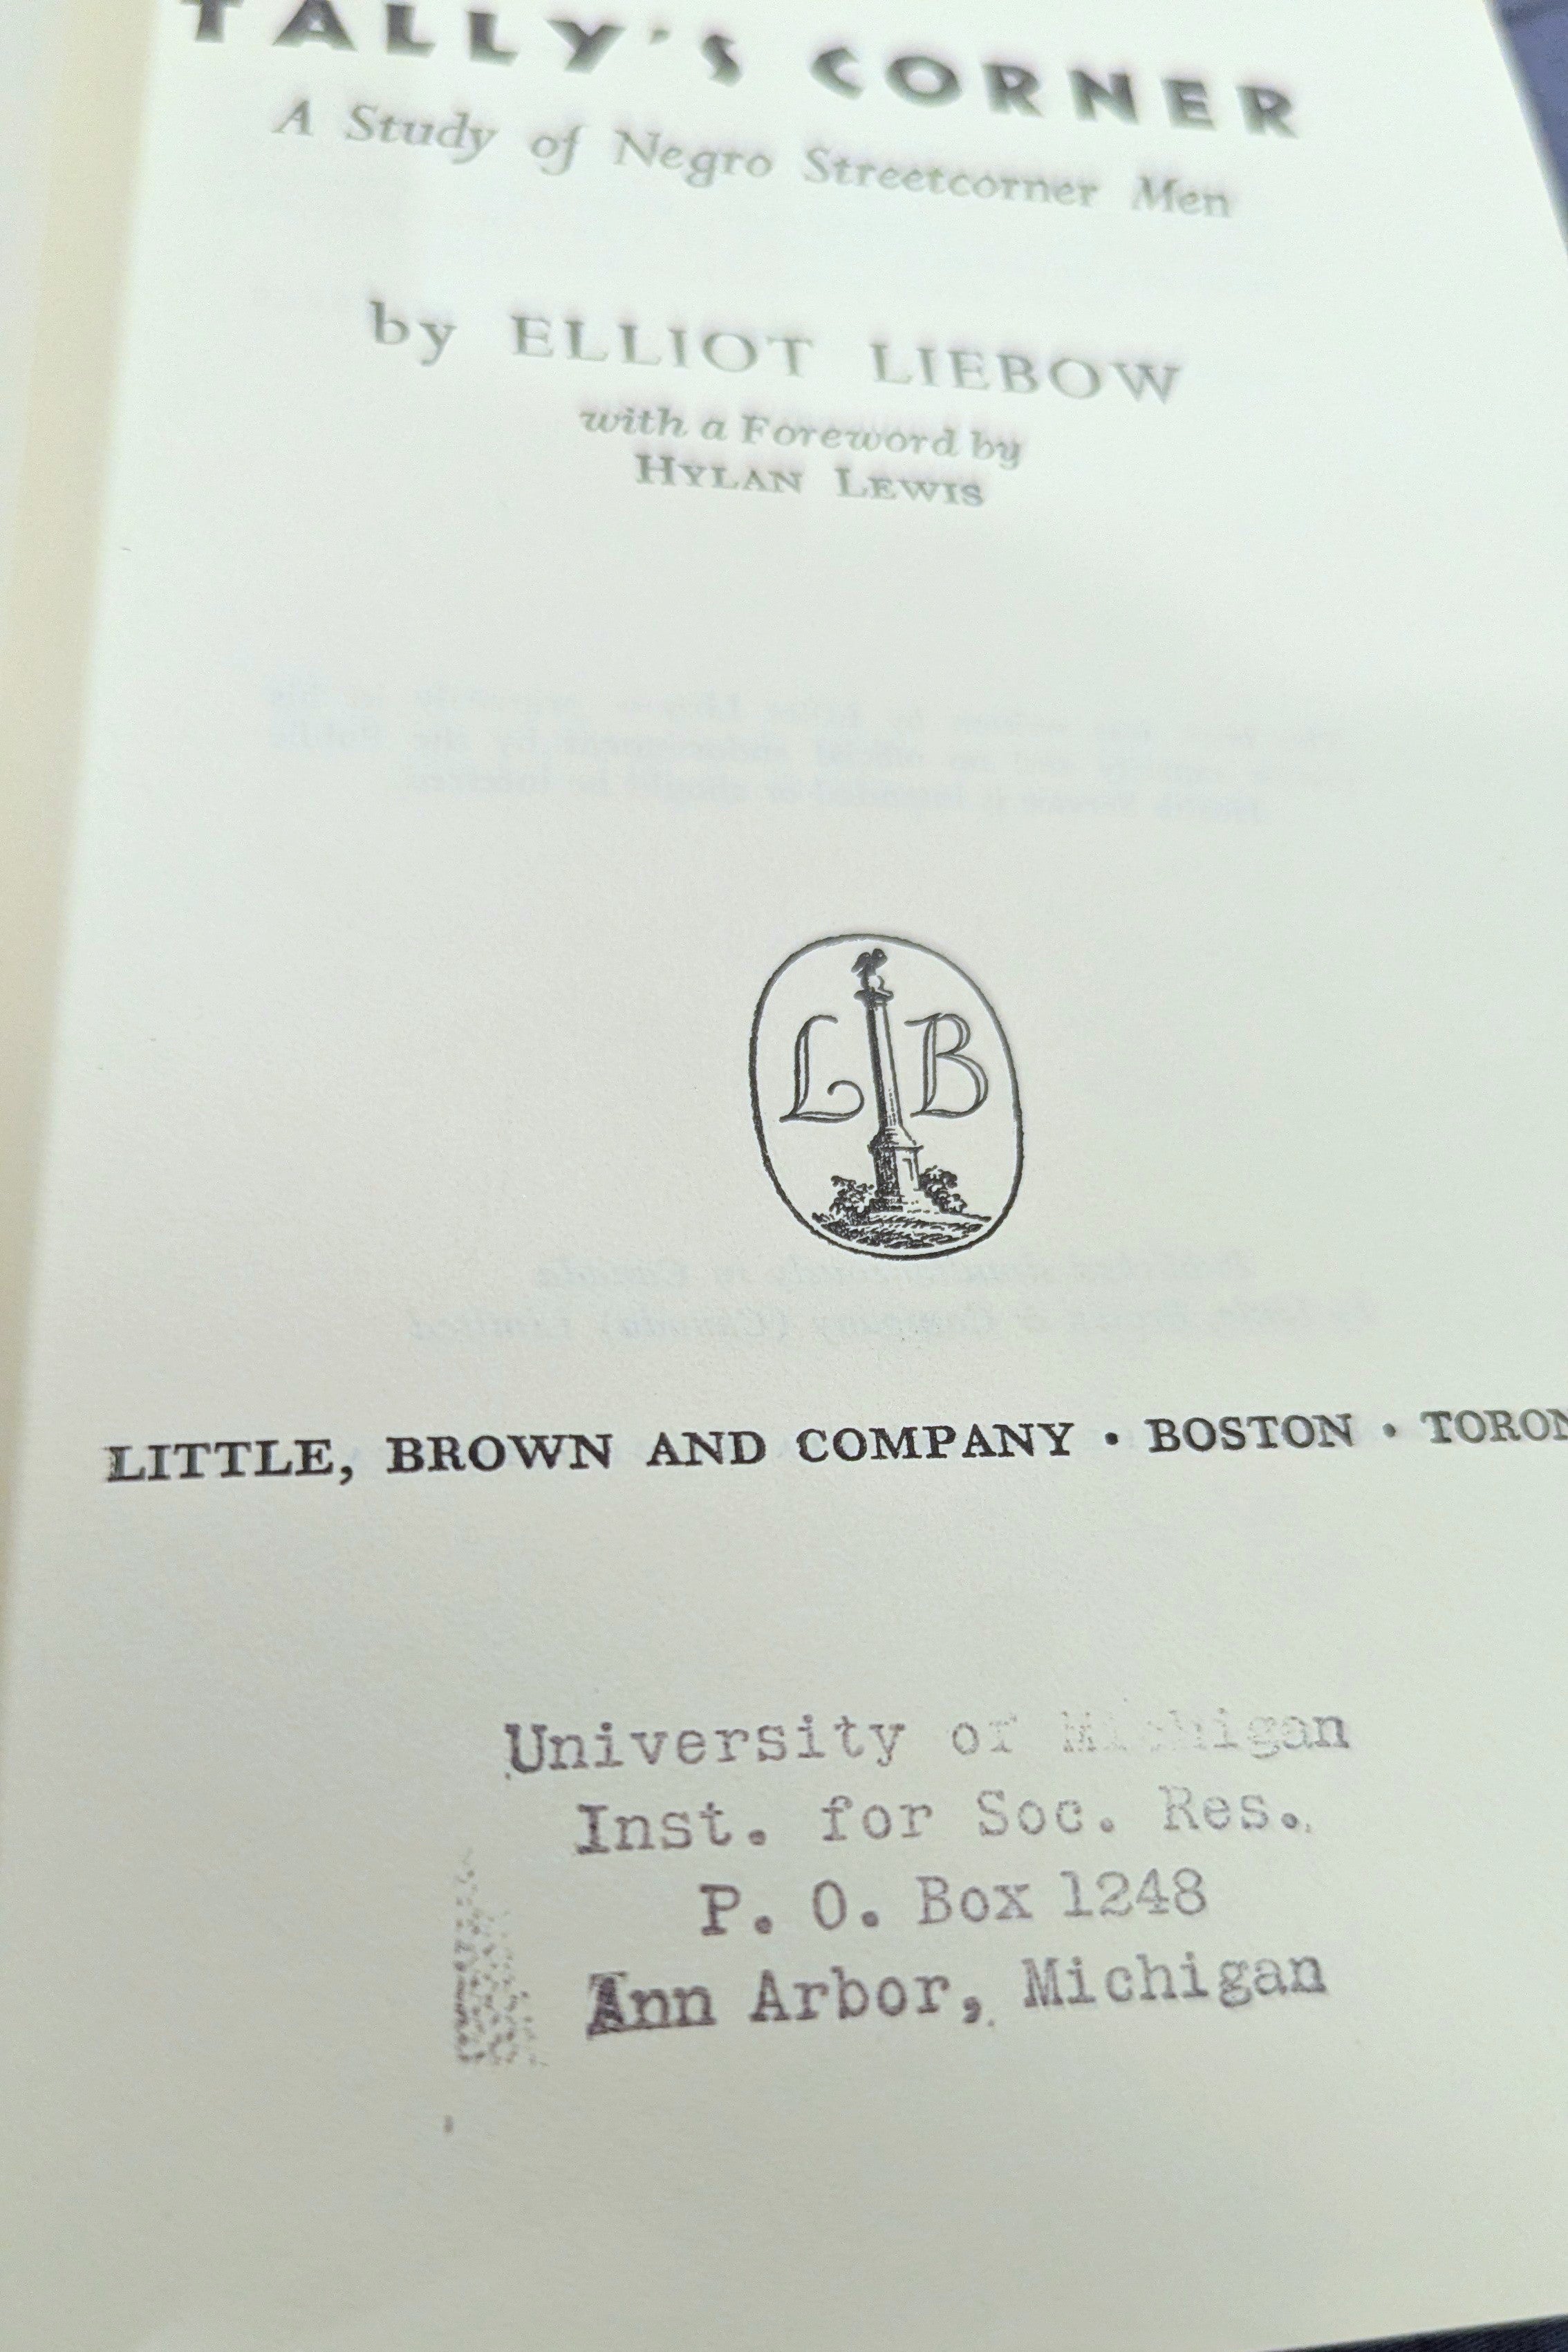 TALLY'S CORNER
A Study of Negro Streetcorner Men
by ELLIOT LIEBOW
with a Foreword by
HYLAN LEWIS
L B
LITTLE, BROWN AND COMPANY · BOSTON · TORON
University of Michigan
Inst. for Soc. Res.
P. O. Box 1248
Ann Arbor, Michigan